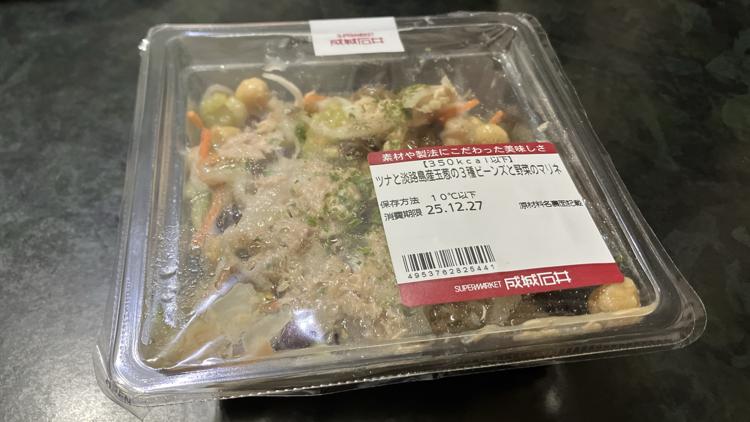 SUPERMARKET
成城石井
素材や製法にこだわった美味しさ
【350kcal以下】
ツナと淡路島産玉葱の3種ビーンズと野菜のマリネ
保存方法 10℃以下
消費期限 25.12.27 原材料名裏面記載
4953762825441
SUPERMARKET 成城石井
OPEN